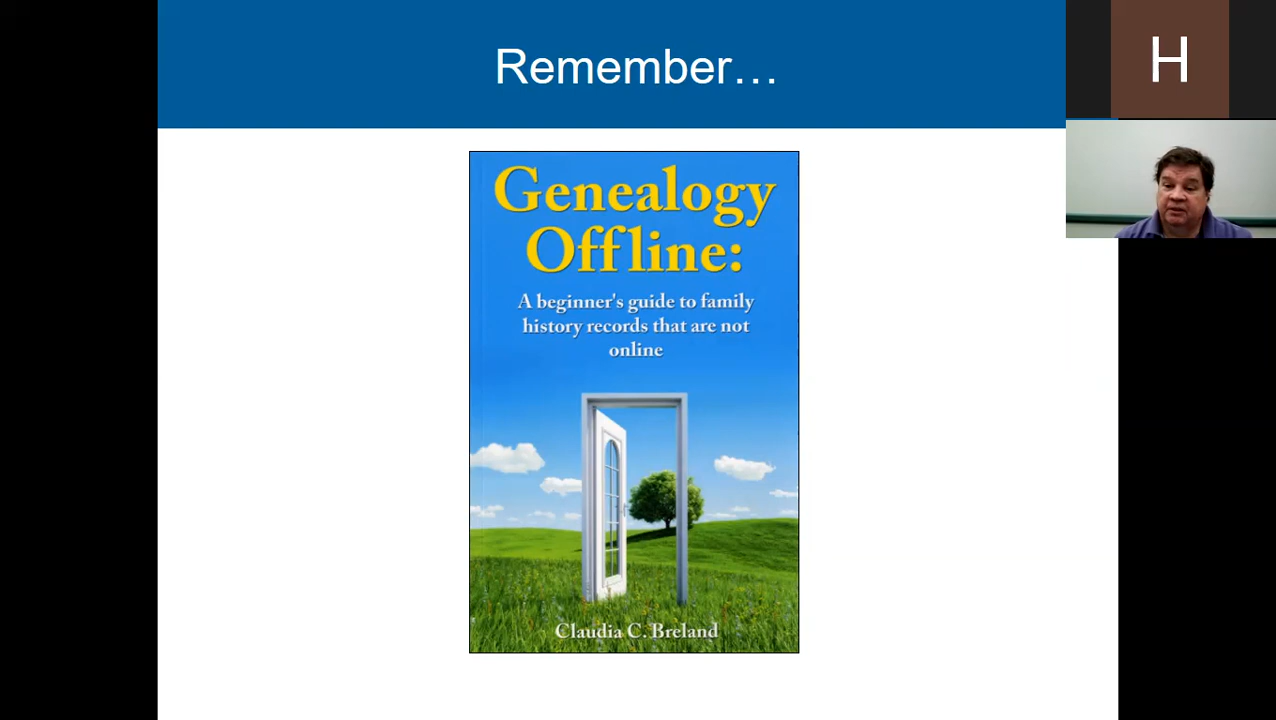 Remember…
H
Genealogy
Offline:
A beginner's guide to family
history records that are not
online
Claudia C. Breland